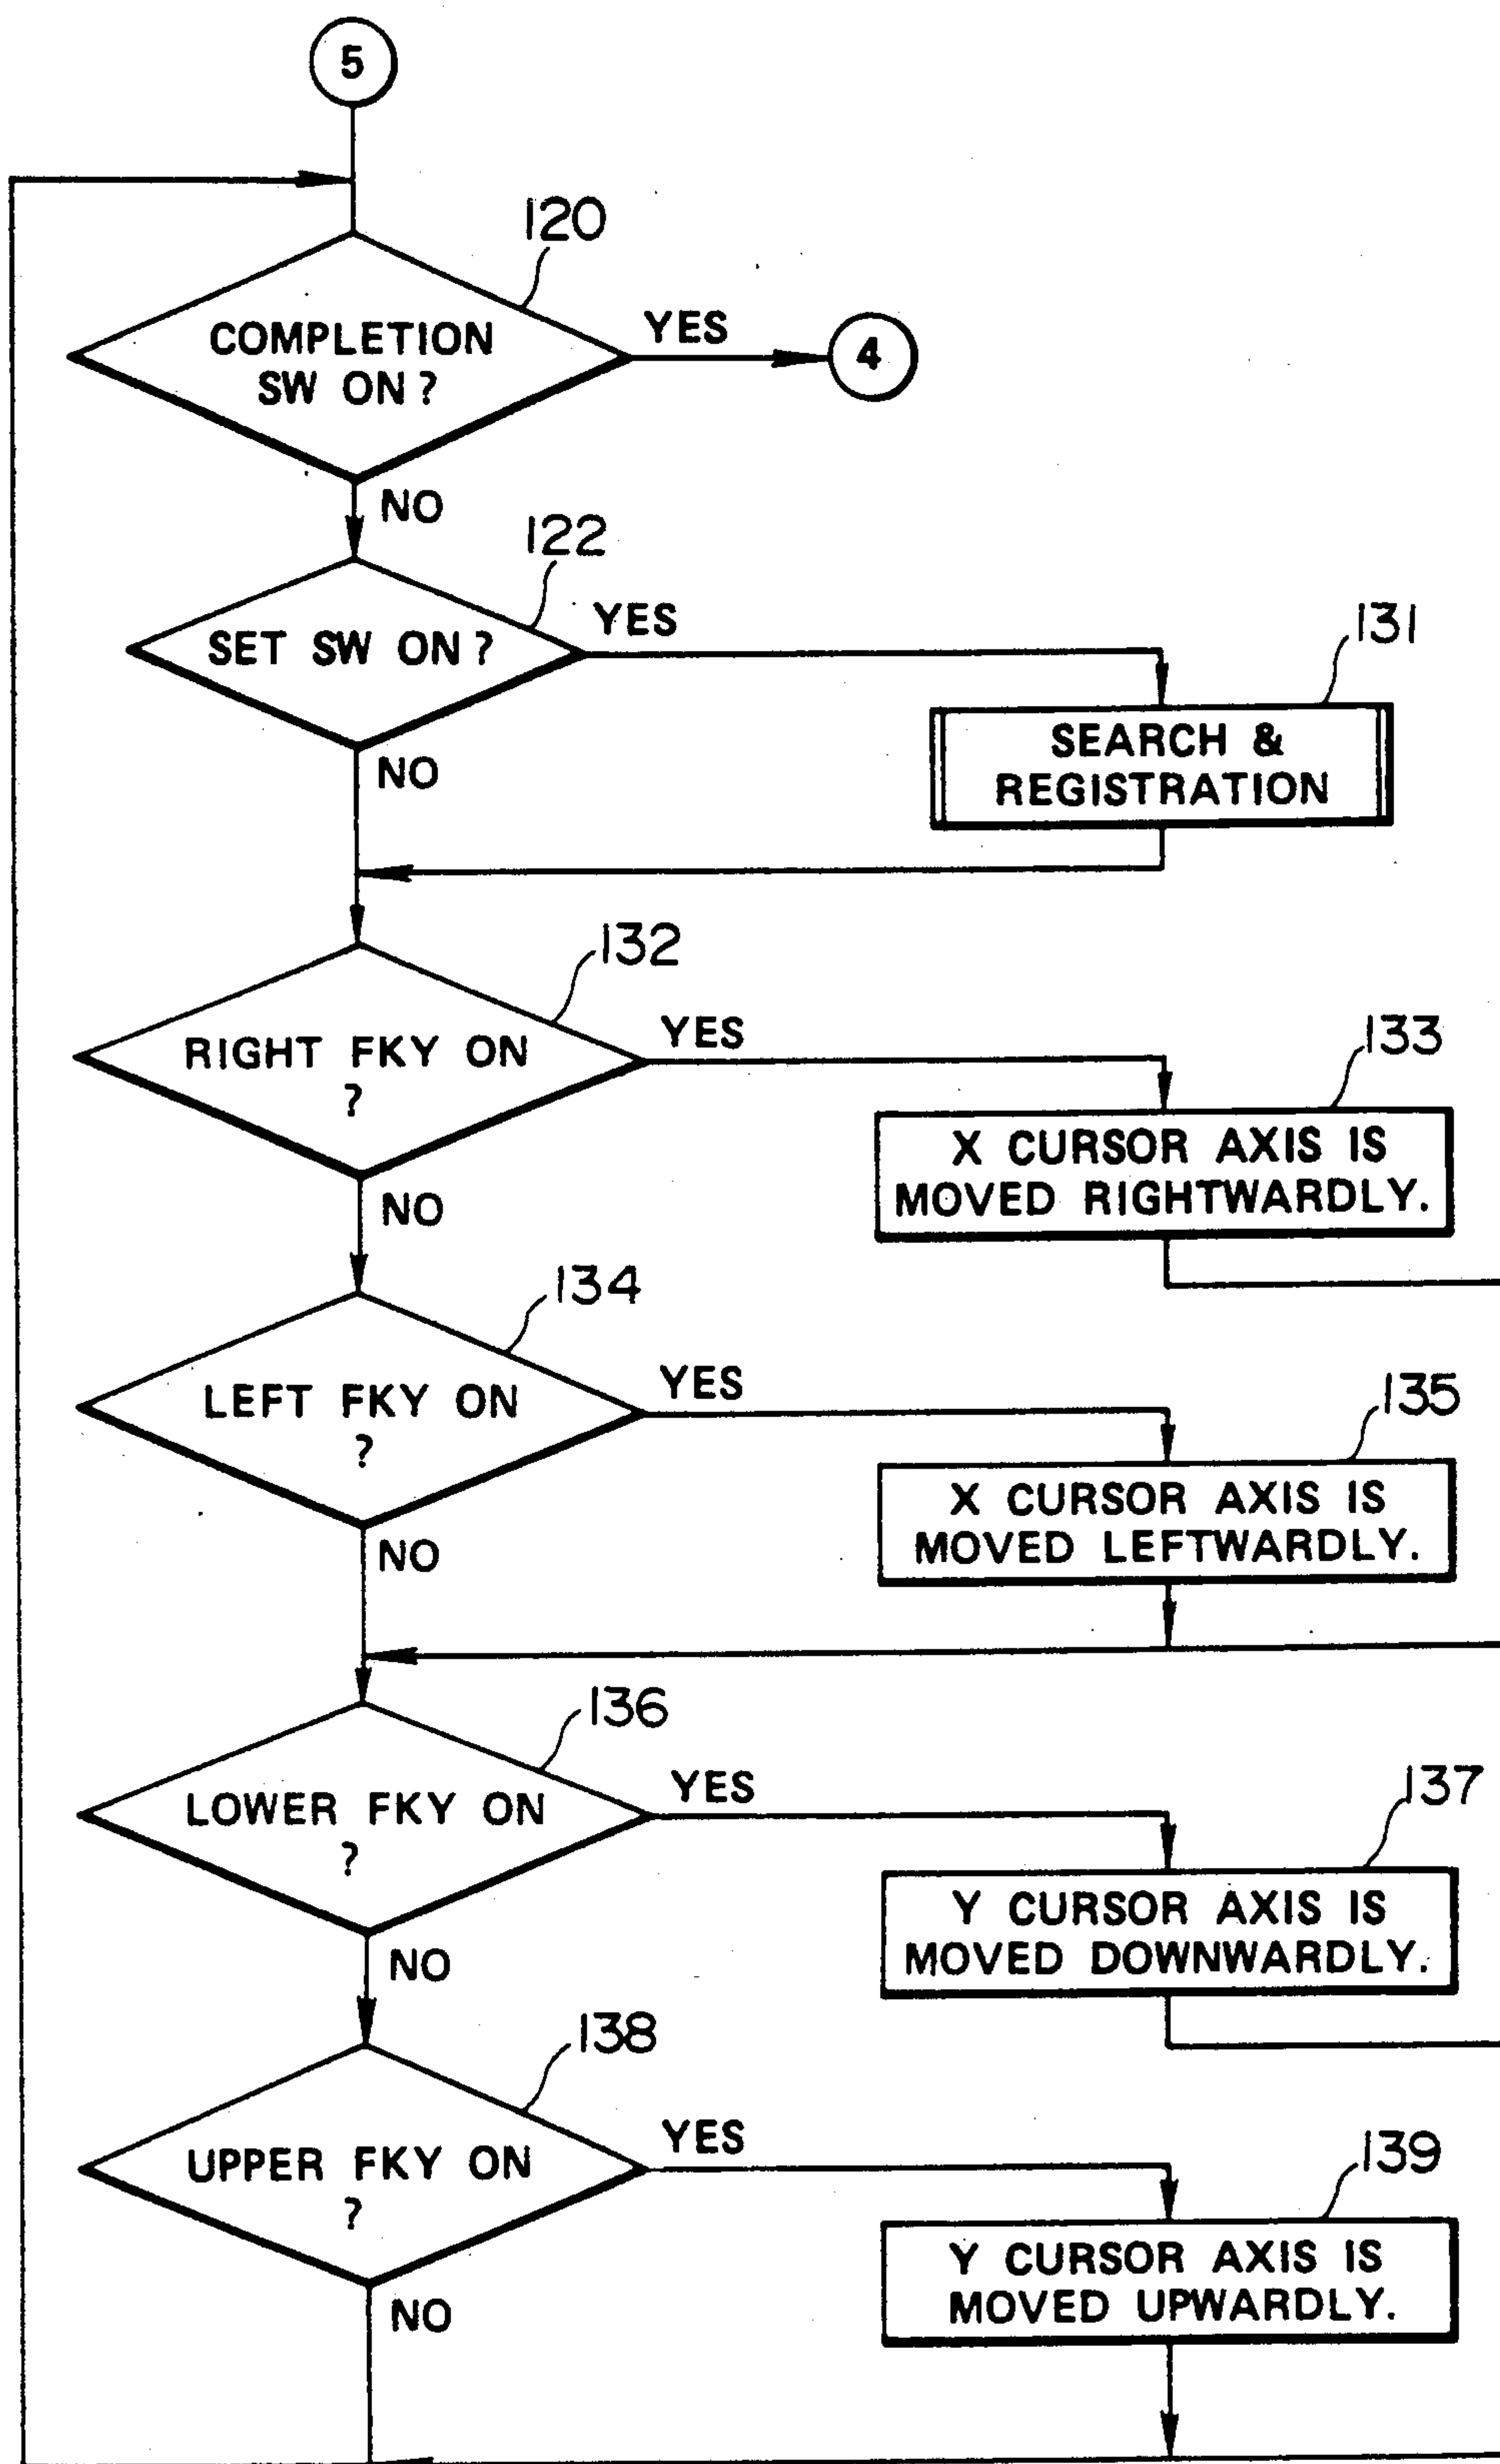 5
120
COMPLETION
SW ON?
YES
4
NO
122
SET SW ON?
YES
131
SEARCH &
REGISTRATION
NO
132
RIGHT FKY ON
?
YES
133
X CURSOR AXIS IS
MOVED RIGHTWARDLY.
NO
134
LEFT FKY ON
?
YES
135
X CURSOR AXIS IS
MOVED LEFTWARDLY.
NO
136
LOWER FKY ON
?
YES
137
Y CURSOR AXIS IS
MOVED DOWNWARDLY.
NO
138
UPPER FKY ON
?
YES
139
Y CURSOR AXIS IS
MOVED UPWARDLY.
NO